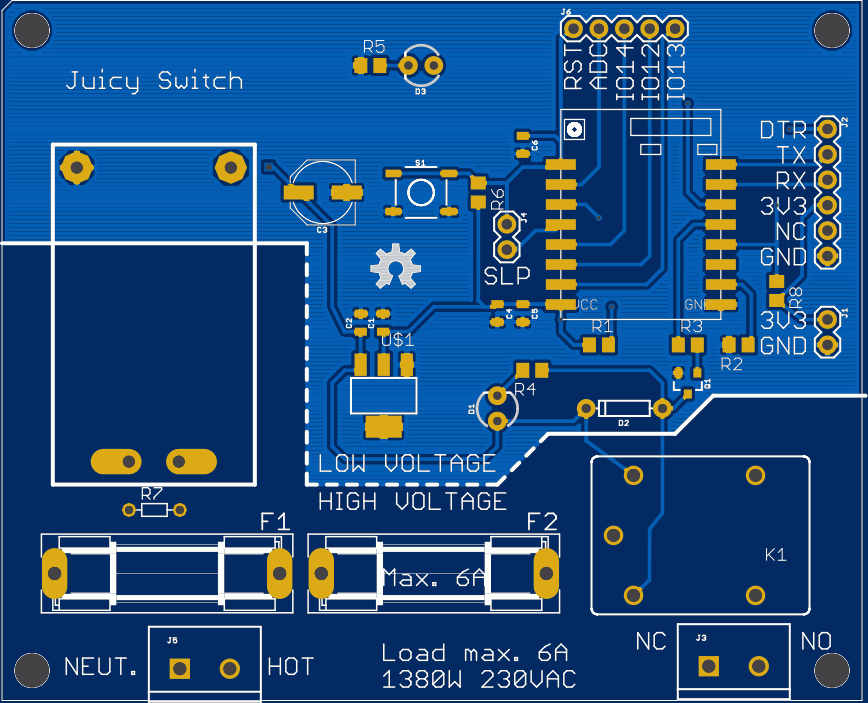 J6
R5
RST
ADC
IO14
IO12
IO13
D3
Juicy Switch
J2
DTR
TX
RX
3V3
NC
GND
C6
S1
R6
J4
C3
SLP
R8
VCC
GND
C2
C1
C4
C5
U$1
R1
R3
R2
J1
3V3
GND
R4
Q1
D1
D2
LOW VOLTAGE
HIGH VOLTAGE
R7
F1
F2
K1
Max. 6A
J5
J3
NEUT.
HOT
Load max. 6A
1380W 230VAC
NC
NO